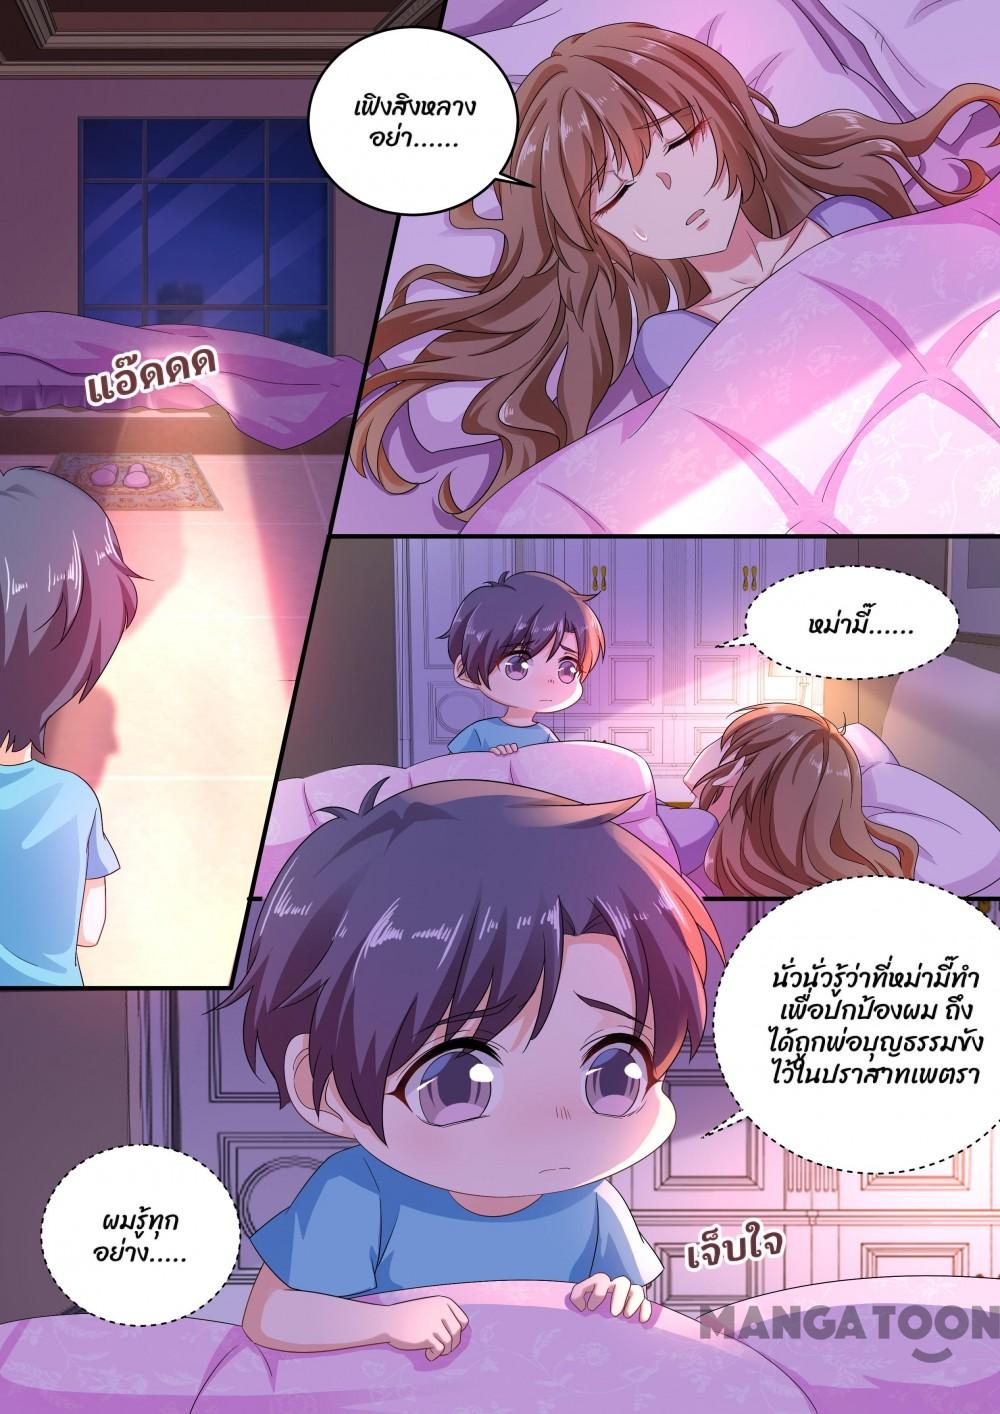 เฟิงสิงหลาง
อย่า......
แอ๊ดดด
หม่ามี๊......
นั่วนั่วรู้ว่าที่หม่ามี๊ทำ
เพื่อปกป้องผม ถึง
ได้ถูกพ่อบุญธรรมขัง
ไว้ในปราสาทเพตรา
ผมรู้ทุก
อย่าง.....
เจ็บใจ
MANGATOON